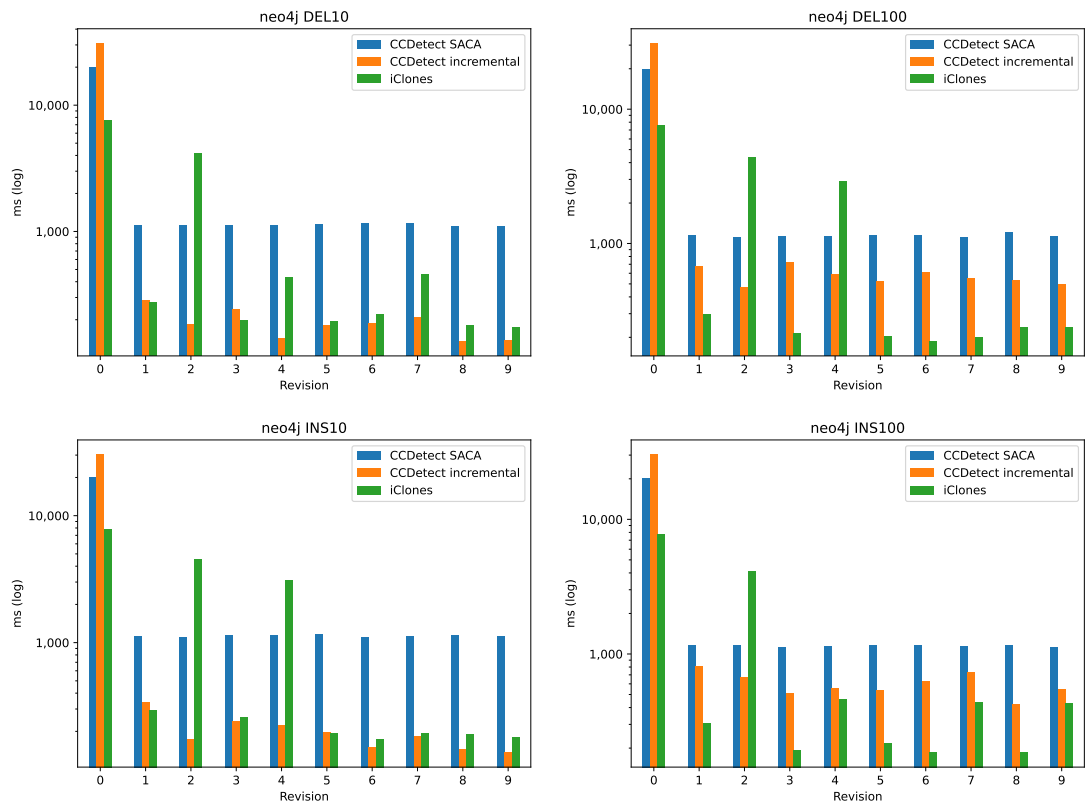 neo4j DEL10
CCDetect SACA
CCDetect incremental
iClones
10,000
1,000
ms (log)
0 1 2 3 4 5 6 7 8 9
Revision
neo4j DEL100
CCDetect SACA
CCDetect incremental
iClones
10,000
1,000
ms (log)
0 1 2 3 4 5 6 7 8 9
Revision
neo4j INS10
CCDetect SACA
CCDetect incremental
iClones
10,000
1,000
ms (log)
0 1 2 3 4 5 6 7 8 9
Revision
neo4j INS100
CCDetect SACA
CCDetect incremental
iClones
10,000
1,000
ms (log)
0 1 2 3 4 5 6 7 8 9
Revision